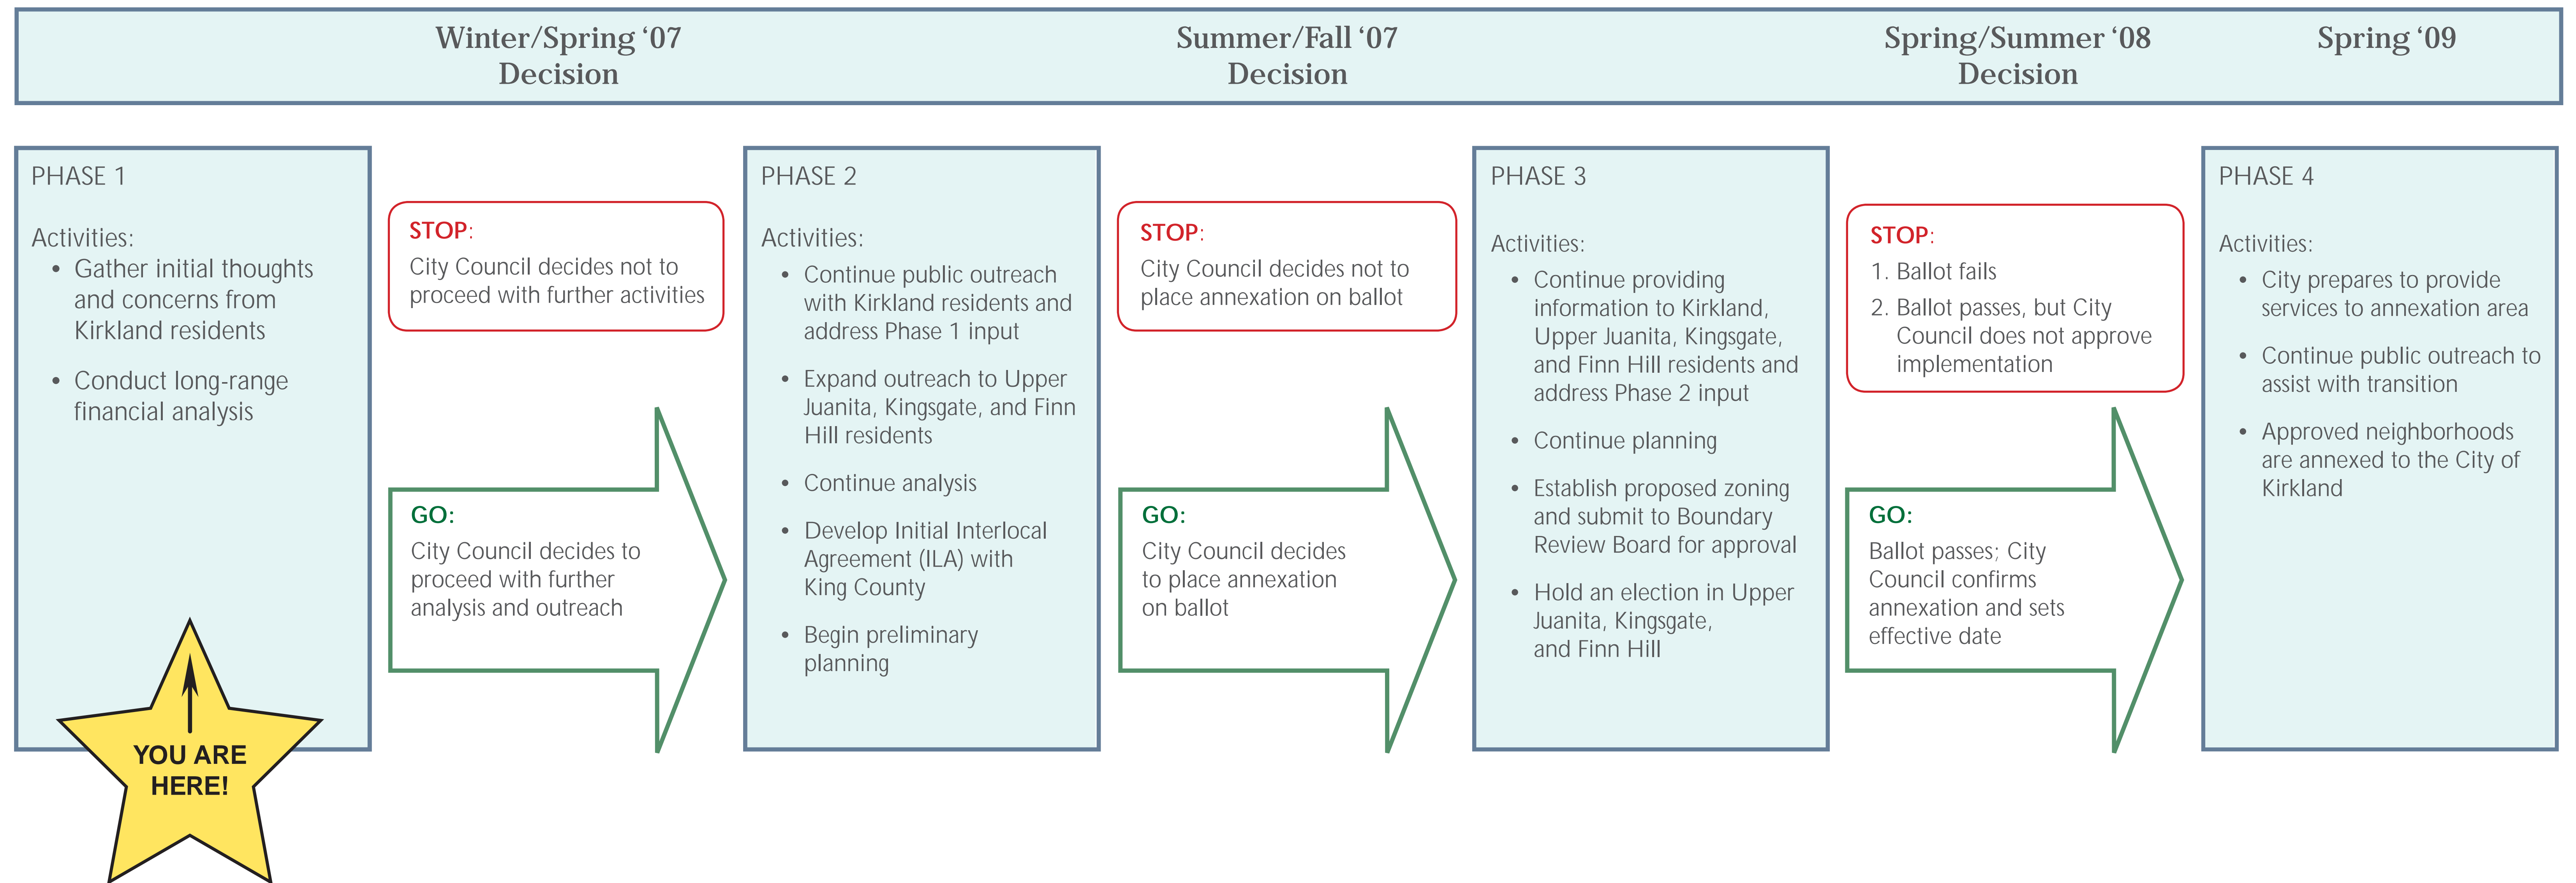 Winter/Spring ‘07
Decision
Summer/Fall ‘07
Decision
Spring/Summer ‘08
Decision
Spring ‘09
PHASE 1
Activities:
• Gather initial thoughts
and concerns from
Kirkland residents
• Conduct long-range
financial analysis
YOU ARE
HERE!
STOP:
City Council decides not to
proceed with further activities
GO:
City Council decides to
proceed with further
analysis and outreach
PHASE 2
Activities:
• Continue public outreach
with Kirkland residents and
address Phase 1 input
• Expand outreach to Upper
Juanita, Kingsgate, and Finn
Hill residents
• Continue analysis
• Develop Initial Interlocal
Agreement (ILA) with
King County
• Begin preliminary
planning
STOP:
City Council decides not to
place annexation on ballot
GO:
City Council decides
to place annexation
on ballot
PHASE 3
Activities:
• Continue providing
information to Kirkland,
Upper Juanita, Kingsgate,
and Finn Hill residents and
address Phase 2 input
• Continue planning
• Establish proposed zoning
and submit to Boundary
Review Board for approval
• Hold an election in Upper
Juanita, Kingsgate,
and Finn Hill
STOP:
1. Ballot fails
2. Ballot passes, but City
Council does not approve
implementation
GO:
Ballot passes; City
Council confirms
annexation and sets
effective date
PHASE 4
Activities:
• City prepares to provide
services to annexation area
• Continue public outreach to
assist with transition
• Approved neighborhoods
are annexed to the City of
Kirkland